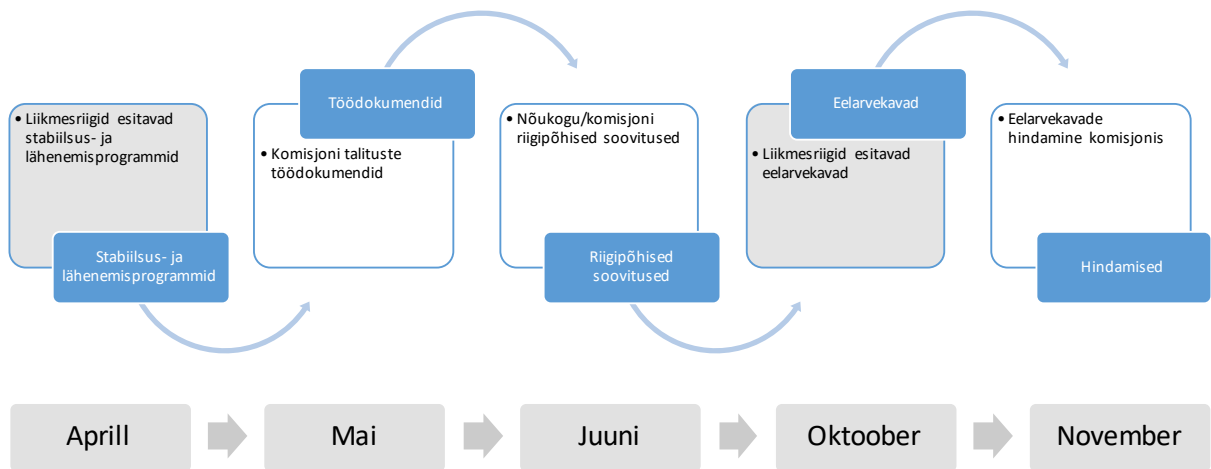 • Liikmesriigid esitavad
stabiilsus- ja
lähenemisprogrammid
Stabiilsus- ja
lähenemisprogrammid
Töödokumendid
• Komisjoni talituste
töödokumendid
• Nõukogu/komisjoni
riigipõhised soovitused
Riigipõhised
soovitused
Eelarvekavad
• Liikmesriigid esitavad
eelarvekavad
• Eelarvekavade
hindamine komisjonis
Hindamised
Aprill
Mai
Juuni
Oktoober
November